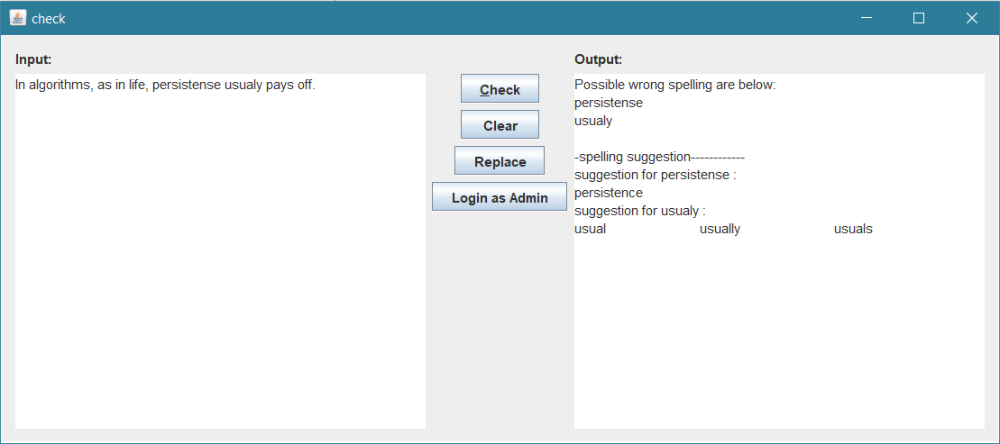 check
Input:
In algorithms, as in life, persistense usualy pays off.
Check
Clear
Replace
Login as Admin
Output:
Possible wrong spelling are below:
persistense
usualy
-spelling suggestion------------
suggestion for persistense :
persistence
suggestion for usualy :
usual usually usuals